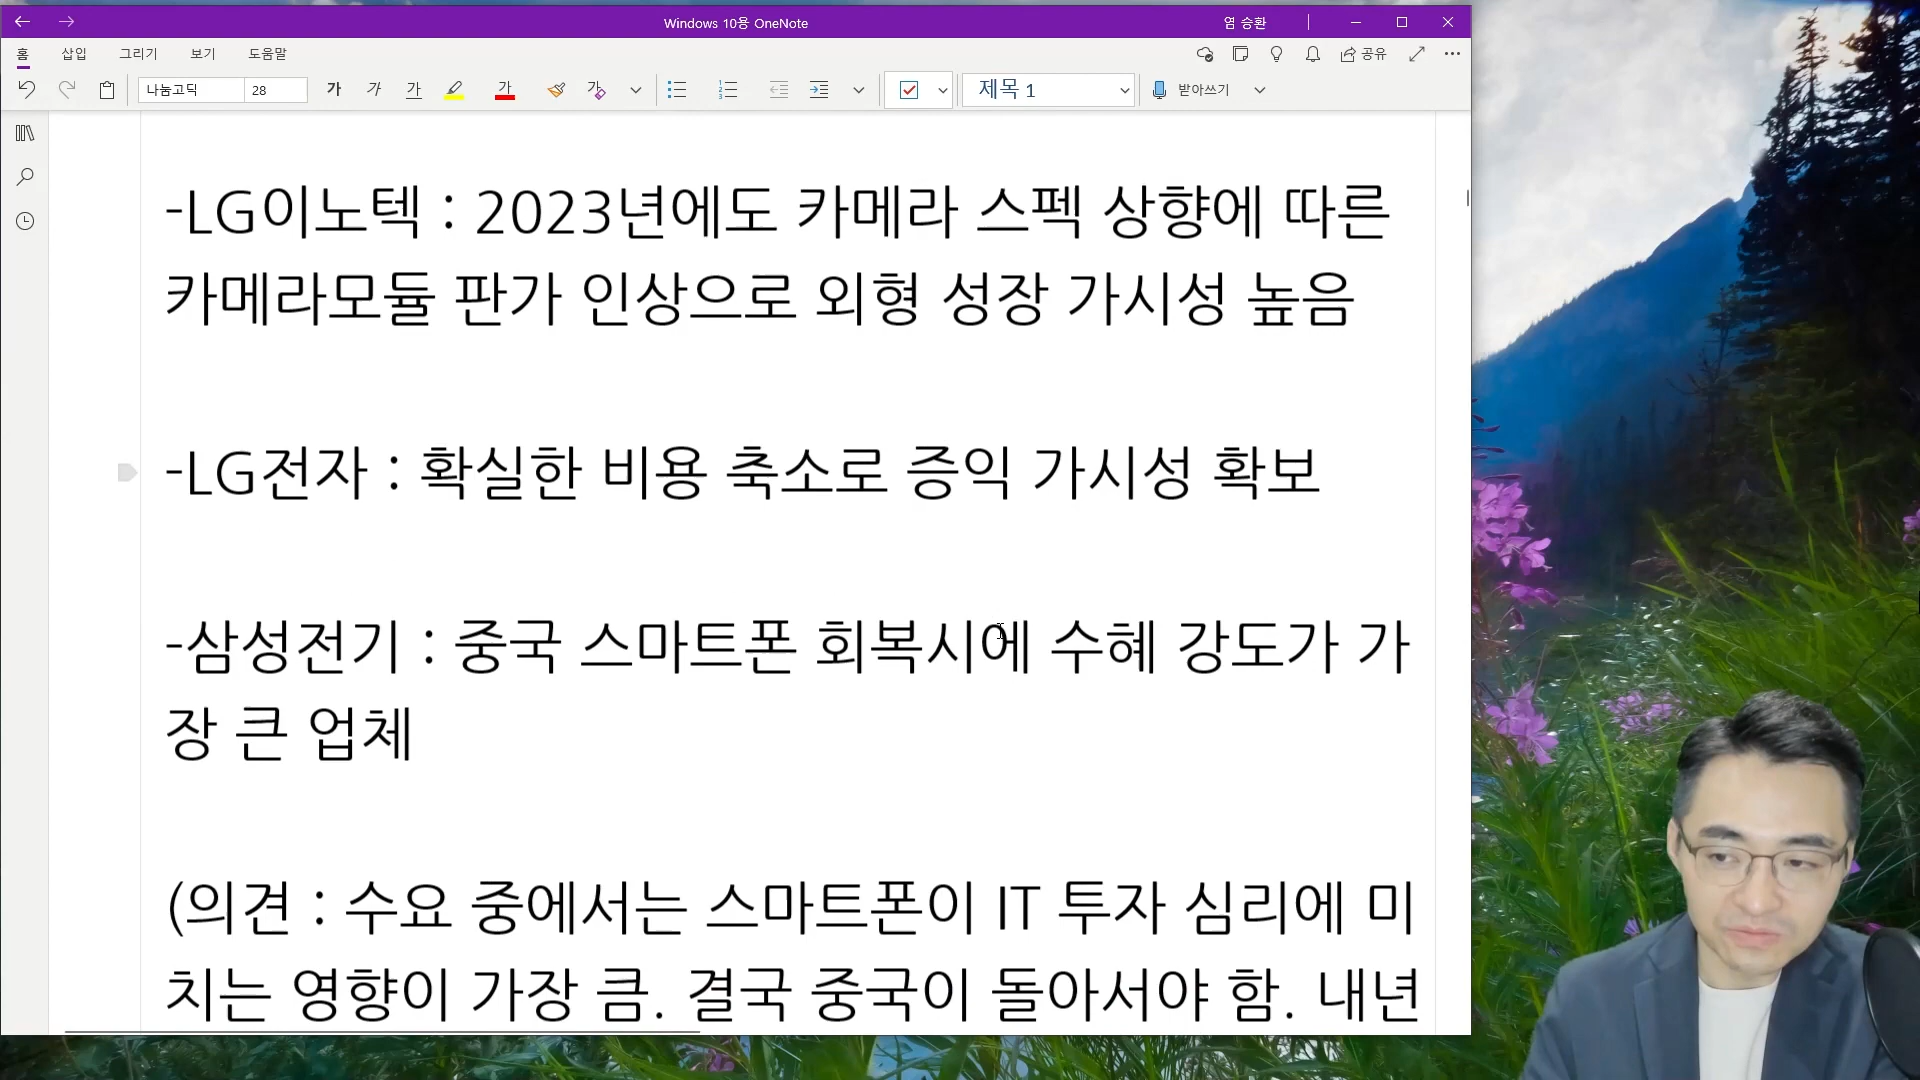 Windows 10용 OneNote
염 승환
홈 삽입 그리기 보기 도움말
공유
나눔고딕 28 가 가 가 가 가 제목 1 받아쓰기
-LG이노텍 : 2023년에도 카메라 스펙 상향에 따른
카메라모듈 판가 인상으로 외형 성장 가시성 높음
-LG전자 : 확실한 비용 축소로 증익 가시성 확보
-삼성전기 : 중국 스마트폰 회복시에 수혜 강도가 가
장 큰 업체
(의견 : 수요 중에서는 스마트폰이 IT 투자 심리에 미
치는 영향이 가장 큼. 결국 중국이 돌아서야 함. 내년